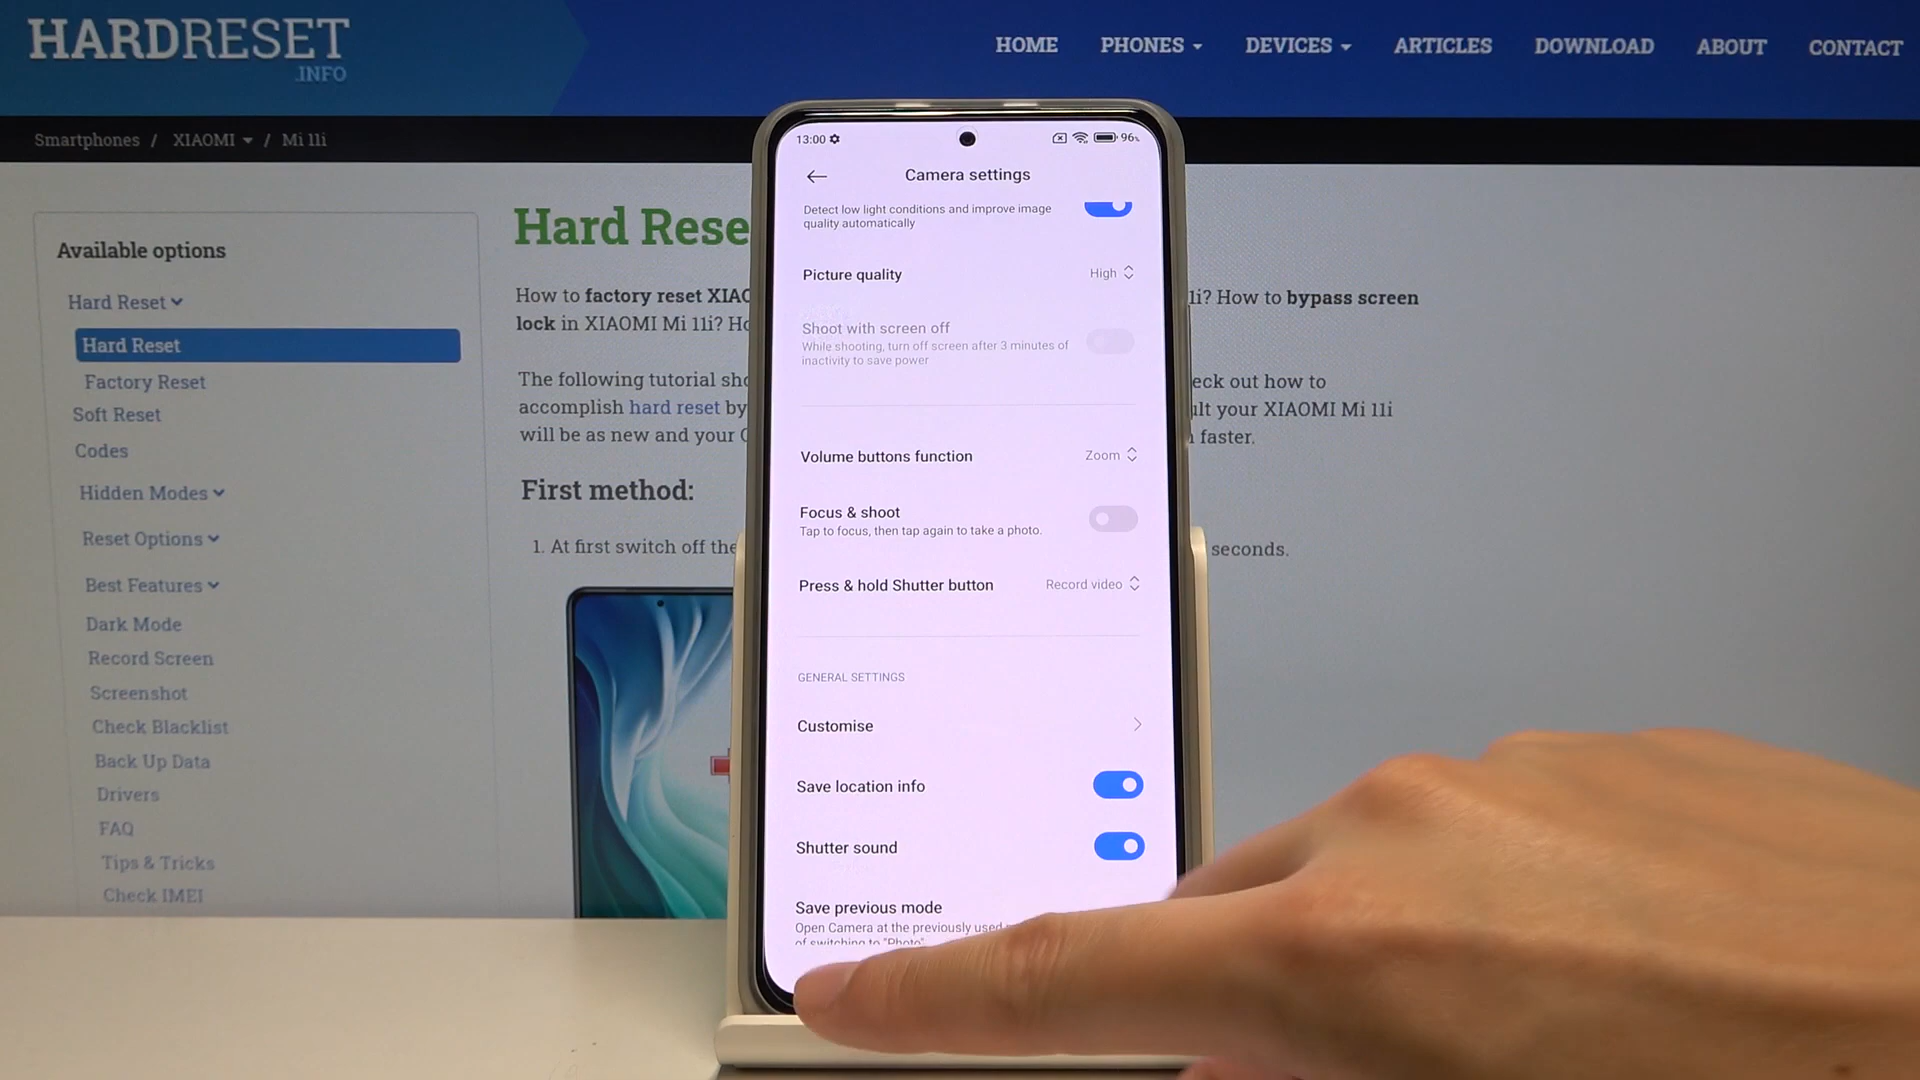 HARDRESET
.INFO
HOME PHONES DEVICES ARTICLES DOWNLOAD ABOUT CONTACT
Smartphones / XIAOMI / Mi 11i
Available options
Hard Reset
Hard Reset
Factory Reset
Soft Reset
Codes
Hidden Modes
Reset Options
Best Features
Dark Mode
Record Screen
Screenshot
Check Blacklist
Back Up Data
Drivers
FAQ
Tips & Tricks
Check IMEI
Hard Rese
How to factory reset XIAO 1i? How to bypass screen
lock in XIAOMI Mi 11i? Ho
The following tutorial sho eck out how to
accomplish hard reset by ult your XIAOMI Mi 11i
will be as new and your faster.
First method:
1. At first switch off the seconds.
13:00 96%
Camera settings
Detect low light conditions and improve image
quality automatically
Picture quality High
Shoot with screen off
While shooting, turn off screen after 3 minutes of
inactivity to save power
Volume buttons function Zoom
Focus & shoot
Tap to focus, then tap again to take a photo.
Press & hold Shutter button Record video
GENERAL SETTINGS
Customise
Save location info
Shutter sound
Save previous mode
Open Camera at the previously used
of switching to "Photo".